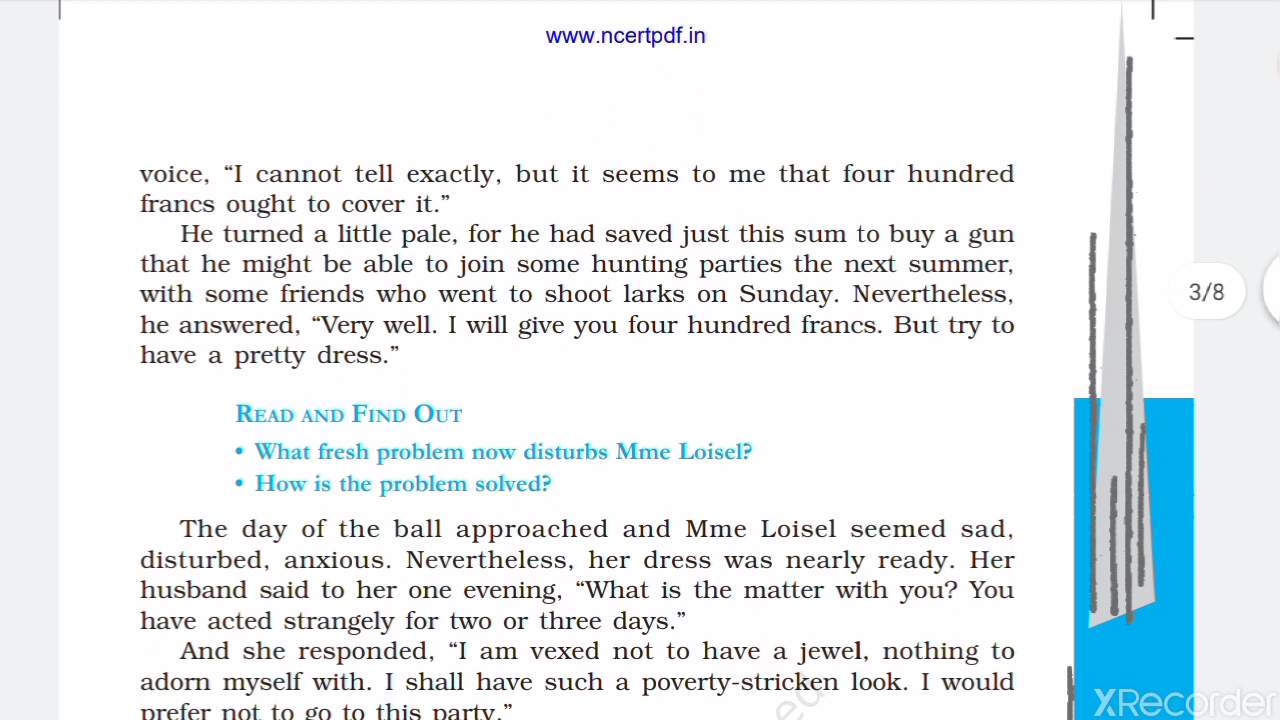 www.ncertpdf.in
voice, “I cannot tell exactly, but it seems to me that four hundred
francs ought to cover it.”
He turned a little pale, for he had saved just this sum to buy a gun
that he might be able to join some hunting parties the next summer,
with some friends who went to shoot larks on Sunday. Nevertheless,
he answered, “Very well. I will give you four hundred francs. But try to
have a pretty dress.”
3/8
READ AND FIND OUT
• What fresh problem now disturbs Mme Loisel?
• How is the problem solved?
The day of the ball approached and Mme Loisel seemed sad,
disturbed, anxious. Nevertheless, her dress was nearly ready. Her
husband said to her one evening, “What is the matter with you? You
have acted strangely for two or three days.”
And she responded, “I am vexed not to have a jewel, nothing to
adorn myself with. I shall have such a poverty-stricken look. I would
prefer not to go to this party.”
XRecorder